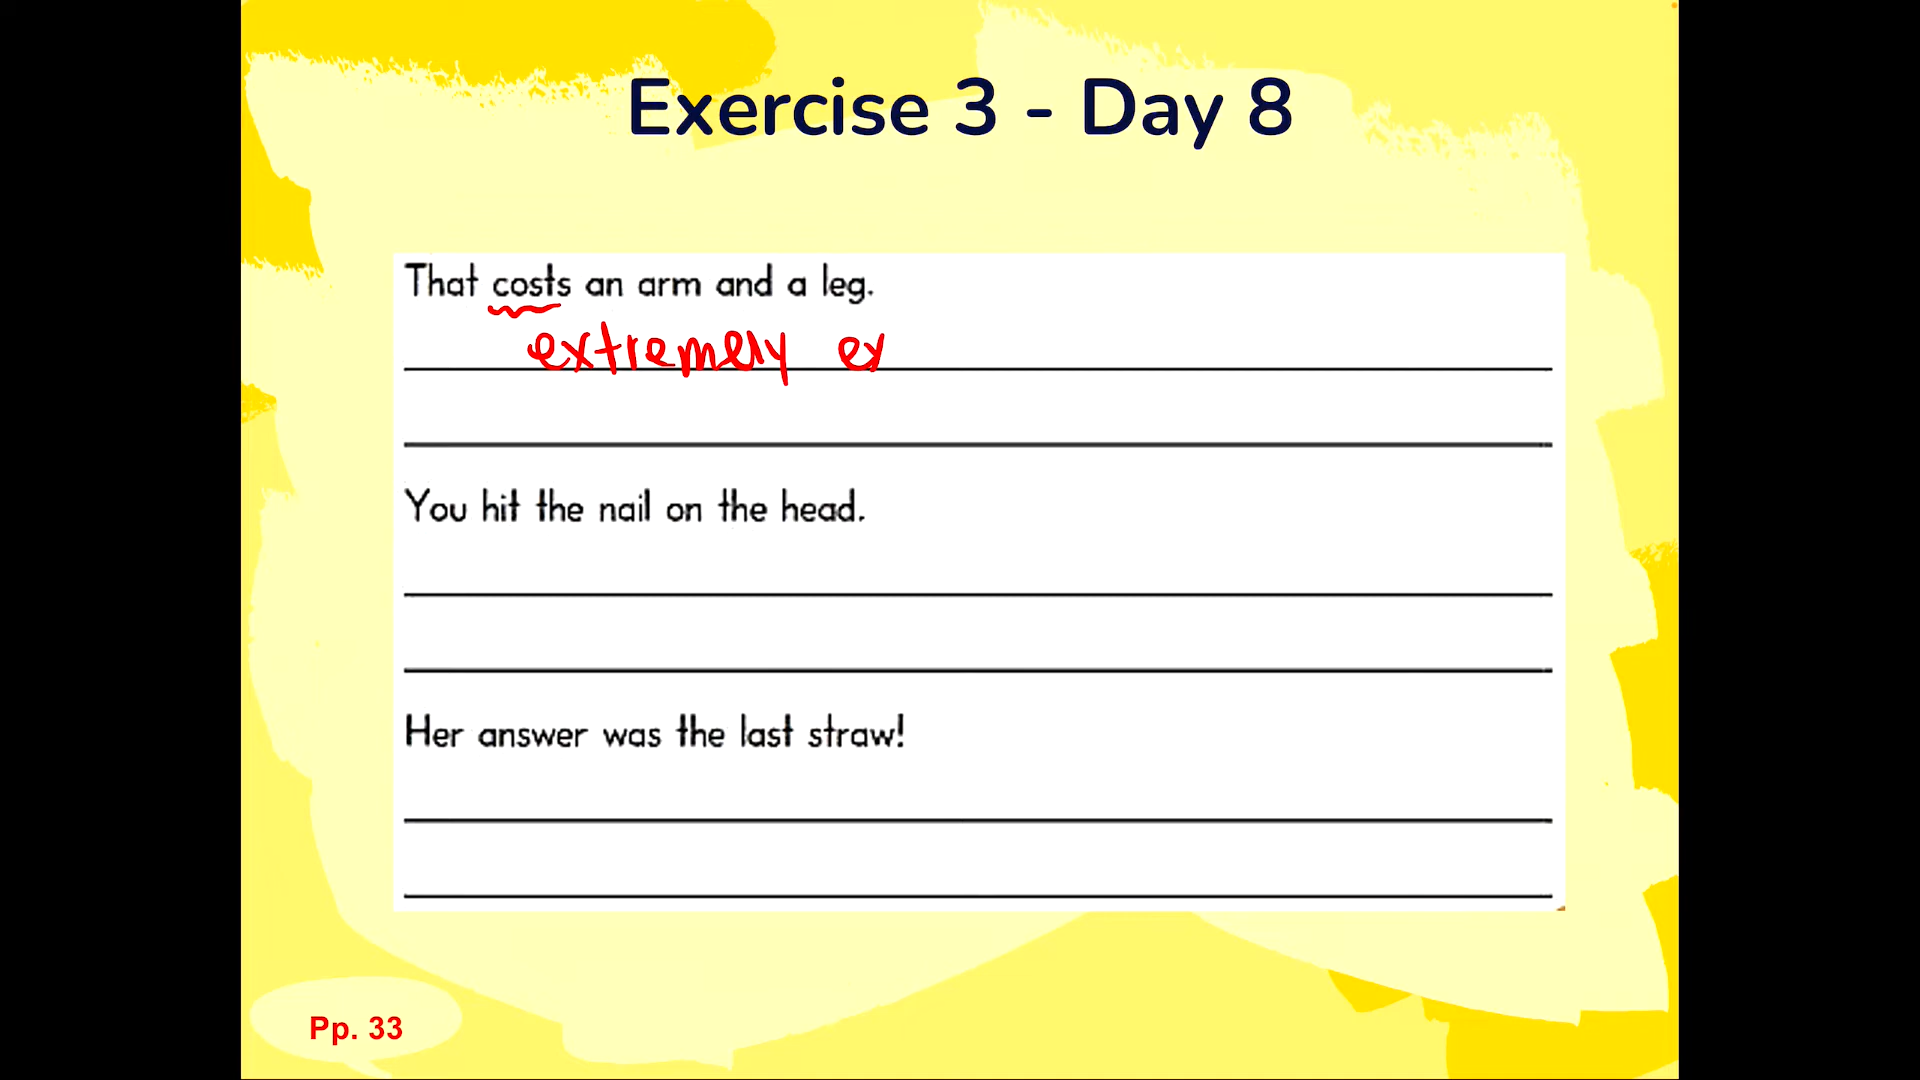 Exercise 3 - Day 8
That costs an arm and a leg.
extremely ex
You hit the nail on the head.
Her answer was the last straw!
Pp. 33